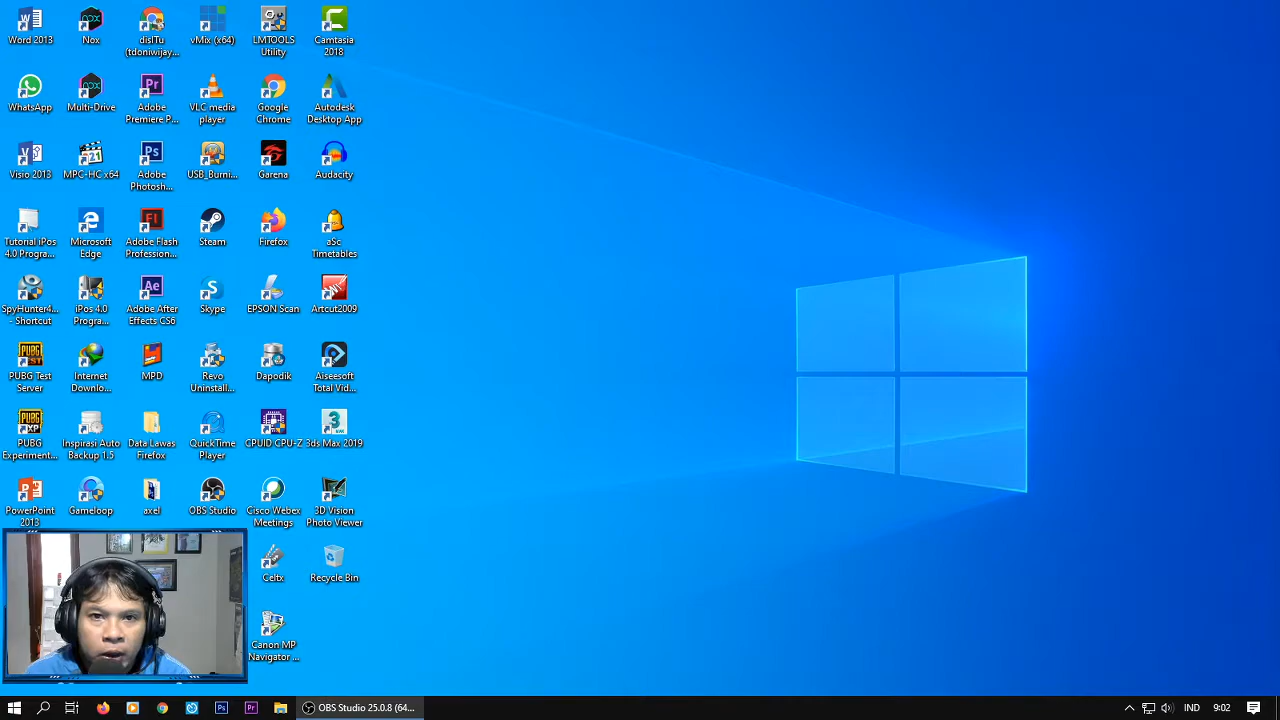 Word 2013
Nox
disITu
(tdoniwijay...
vMix (x64)
LMTOOLS
Utility
Camtasia
2018
WhatsApp
Multi-Drive
Adobe
Premiere P...
VLC media
player
Google
Chrome
Autodesk
Desktop App
Visio 2013
MPC-HC x64
Adobe
Photosh...
USB_Burni...
Garena
Audacity
Tutorial iPos
4.0 Progra...
Microsoft
Edge
Adobe Flash
Profession...
Steam
Firefox
aSc
Timetables
SpyHunter4...
- Shortcut
iPos 4.0
Progra...
Adobe After
Effects CS6
Skype
EPSON Scan
Artcut2009
PUBG Test
Server
Internet
Downlo...
MPD
Revo
Uninstall...
Dapodik
Aiseesoft
Total Vid...
PUBG
Experiment...
Inspirasi Auto
Backup 1.5
Data Lawas
Firefox
QuickTime
Player
CPUID CPU-Z
3ds Max 2019
PowerPoint
2013
Gameloop
axel
OBS Studio
Cisco Webex
Meetings
3D Vision
Photo Viewer
Celtx
Recycle Bin
Canon MP
Navigator ...
OBS Studio 25.0.8 (64...
IND
9:02